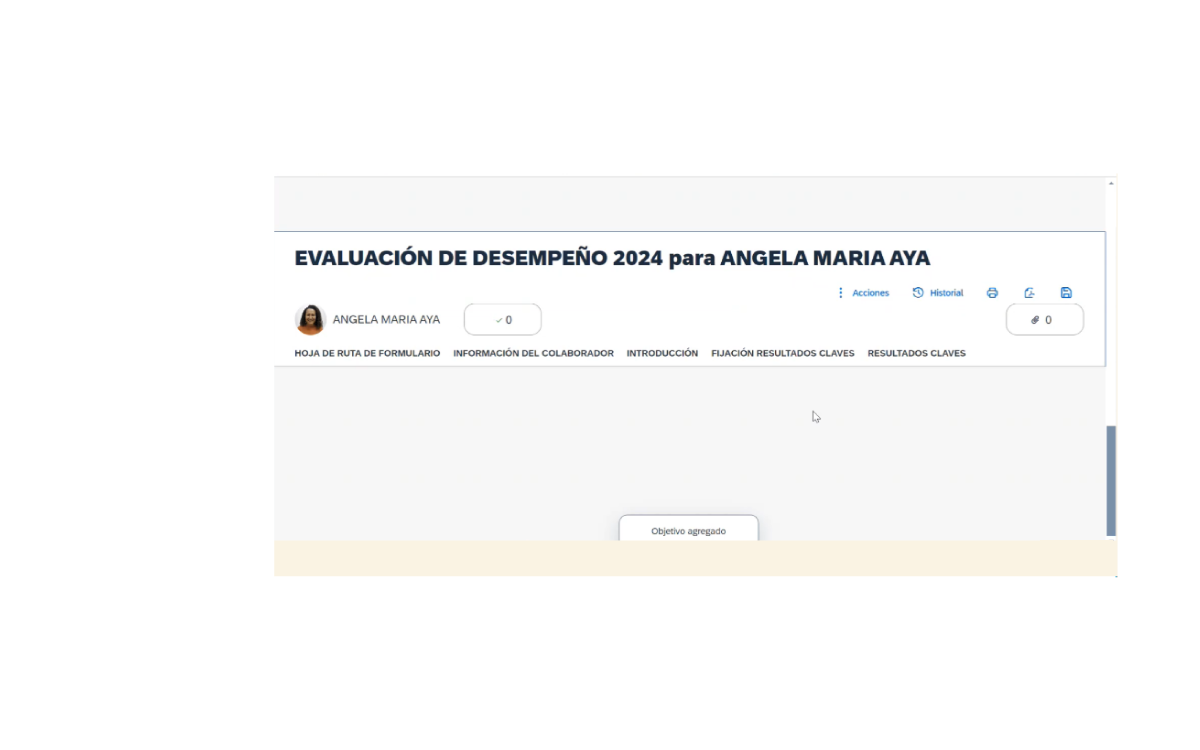 EVALUACIÓN DE DESEMPEÑO 2024 para ANGELA MARIA AYA
Acciones Historial
ANGELA MARIA AYA 0 0
HOJA DE RUTA DE FORMULARIO INFORMACIÓN DEL COLABORADOR INTRODUCCIÓN FIJACIÓN RESULTADOS CLAVES RESULTADOS CLAVES
Objetivo agregado